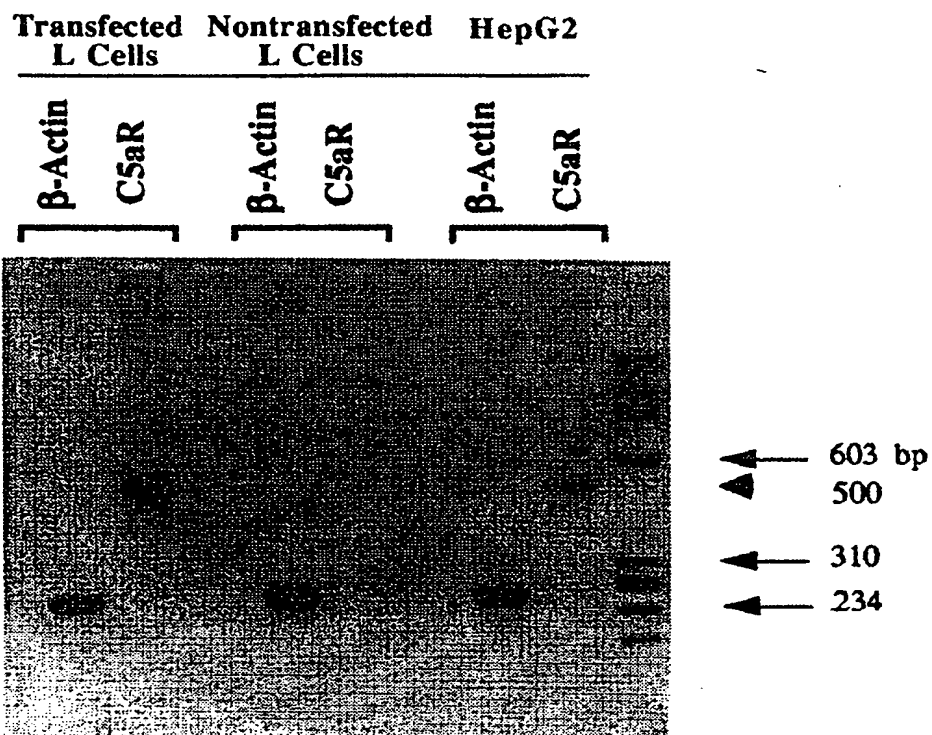 Transfected Nontransfected HepG2
L Cells L Cells
β-Actin C5aR β-Actin C5aR β-Actin C5aR
603 bp
500
310
234